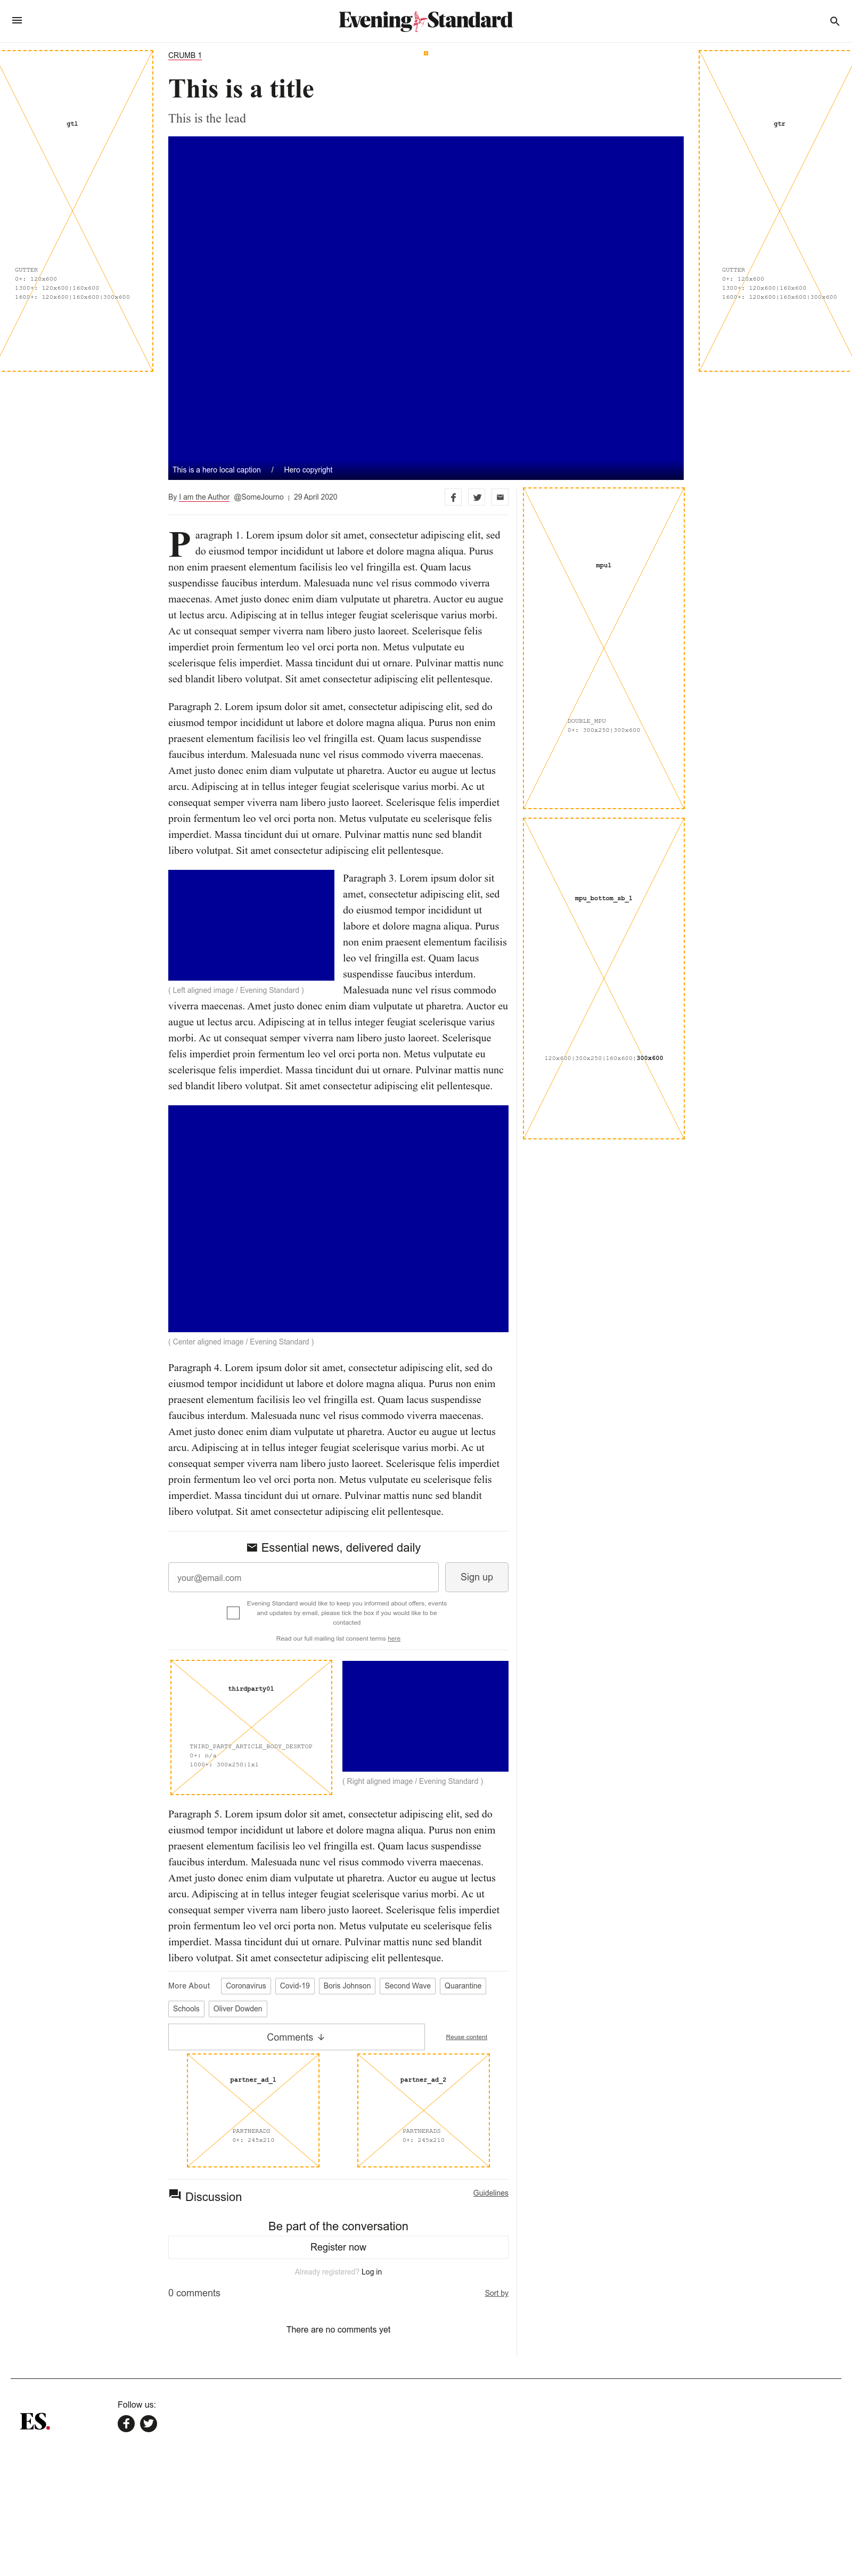 Evening Standard
CRUMB 1
This is a title
This is the lead
gtl
GUTTER
0+: 120x600
1300+: 120x600|160x600
1600+: 120x600|160x600|300x600
gtr
GUTTER
0+: 120x600
1300+: 120x600|160x600
1600+: 120x600|160x600|300x600
This is a hero local caption / Hero copyright
By I am the Author @SomeJourno | 29 April 2020
Paragraph 1. Lorem ipsum dolor sit amet, consectetur adipiscing elit, sed
do eiusmod tempor incididunt ut labore et dolore magna aliqua. Purus
non enim praesent elementum facilisis leo vel fringilla est. Quam lacus
suspendisse faucibus interdum. Malesuada nunc vel risus commodo viverra
maecenas. Amet justo donec enim diam vulputate ut pharetra. Auctor eu augue
ut lectus arcu. Adipiscing at in tellus integer feugiat scelerisque varius morbi.
Ac ut consequat semper viverra nam libero justo laoreet. Scelerisque felis
imperdiet proin fermentum leo vel orci porta non. Metus vulputate eu
scelerisque felis imperdiet. Massa tincidunt dui ut ornare. Pulvinar mattis nunc
sed blandit libero volutpat. Sit amet consectetur adipiscing elit pellentesque.
Paragraph 2. Lorem ipsum dolor sit amet, consectetur adipiscing elit, sed do
eiusmod tempor incididunt ut labore et dolore magna aliqua. Purus non enim
praesent elementum facilisis leo vel fringilla est. Quam lacus suspendisse
faucibus interdum. Malesuada nunc vel risus commodo viverra maecenas.
Amet justo donec enim diam vulputate ut pharetra. Auctor eu augue ut lectus
arcu. Adipiscing at in tellus integer feugiat scelerisque varius morbi. Ac ut
consequat semper viverra nam libero justo laoreet. Scelerisque felis imperdiet
proin fermentum leo vel orci porta non. Metus vulputate eu scelerisque felis
imperdiet. Massa tincidunt dui ut ornare. Pulvinar mattis nunc sed blandit
libero volutpat. Sit amet consectetur adipiscing elit pellentesque.
( Left aligned image / Evening Standard )
Paragraph 3. Lorem ipsum dolor sit
amet, consectetur adipiscing elit, sed
do eiusmod tempor incididunt ut
labore et dolore magna aliqua. Purus
non enim praesent elementum facilisis
leo vel fringilla est. Quam lacus
suspendisse faucibus interdum.
Malesuada nunc vel risus commodo
viverra maecenas. Amet justo donec enim diam vulputate ut pharetra. Auctor eu
augue ut lectus arcu. Adipiscing at in tellus integer feugiat scelerisque varius
morbi. Ac ut consequat semper viverra nam libero justo laoreet. Scelerisque
felis imperdiet proin fermentum leo vel orci porta non. Metus vulputate eu
scelerisque felis imperdiet. Massa tincidunt dui ut ornare. Pulvinar mattis nunc
sed blandit libero volutpat. Sit amet consectetur adipiscing elit pellentesque.
( Center aligned image / Evening Standard )
Paragraph 4. Lorem ipsum dolor sit amet, consectetur adipiscing elit, sed do
eiusmod tempor incididunt ut labore et dolore magna aliqua. Purus non enim
praesent elementum facilisis leo vel fringilla est. Quam lacus suspendisse
faucibus interdum. Malesuada nunc vel risus commodo viverra maecenas.
Amet justo donec enim diam vulputate ut pharetra. Auctor eu augue ut lectus
arcu. Adipiscing at in tellus integer feugiat scelerisque varius morbi. Ac ut
consequat semper viverra nam libero justo laoreet. Scelerisque felis imperdiet
proin fermentum leo vel orci porta non. Metus vulputate eu scelerisque felis
imperdiet. Massa tincidunt dui ut ornare. Pulvinar mattis nunc sed blandit
libero volutpat. Sit amet consectetur adipiscing elit pellentesque.
Essential news, delivered daily
your@email.com
Sign up
Evening Standard would like to keep you informed about offers, events
and updates by email, please tick the box if you would like to be
contacted
Read our full mailing list consent terms here
thirdparty01
THIRD_PARTY_ARTICLE_BODY_DESKTOP
0+: n/a
1000+: 300x250|1x1
( Right aligned image / Evening Standard )
Paragraph 5. Lorem ipsum dolor sit amet, consectetur adipiscing elit, sed do
eiusmod tempor incididunt ut labore et dolore magna aliqua. Purus non enim
praesent elementum facilisis leo vel fringilla est. Quam lacus suspendisse
faucibus interdum. Malesuada nunc vel risus commodo viverra maecenas.
Amet justo donec enim diam vulputate ut pharetra. Auctor eu augue ut lectus
arcu. Adipiscing at in tellus integer feugiat scelerisque varius morbi. Ac ut
consequat semper viverra nam libero justo laoreet. Scelerisque felis imperdiet
proin fermentum leo vel orci porta non. Metus vulputate eu scelerisque felis
imperdiet. Massa tincidunt dui ut ornare. Pulvinar mattis nunc sed blandit
libero volutpat. Sit amet consectetur adipiscing elit pellentesque.
More About Coronavirus Covid-19 Boris Johnson Second Wave Quarantine
Schools Oliver Dowden
Comments
Reuse content
partner_ad_1
PARTNERADS
0+: 245x210
partner_ad_2
PARTNERADS
0+: 245x210
Discussion
Guidelines
Be part of the conversation
Register now
Already registered? Log in
0 comments
Sort by
There are no comments yet
mpu1
DOUBLE_MPU
0+: 300x250|300x600
mpu_bottom_sb_1
120x600|300x250|160x600|300x600
ES.
Follow us: